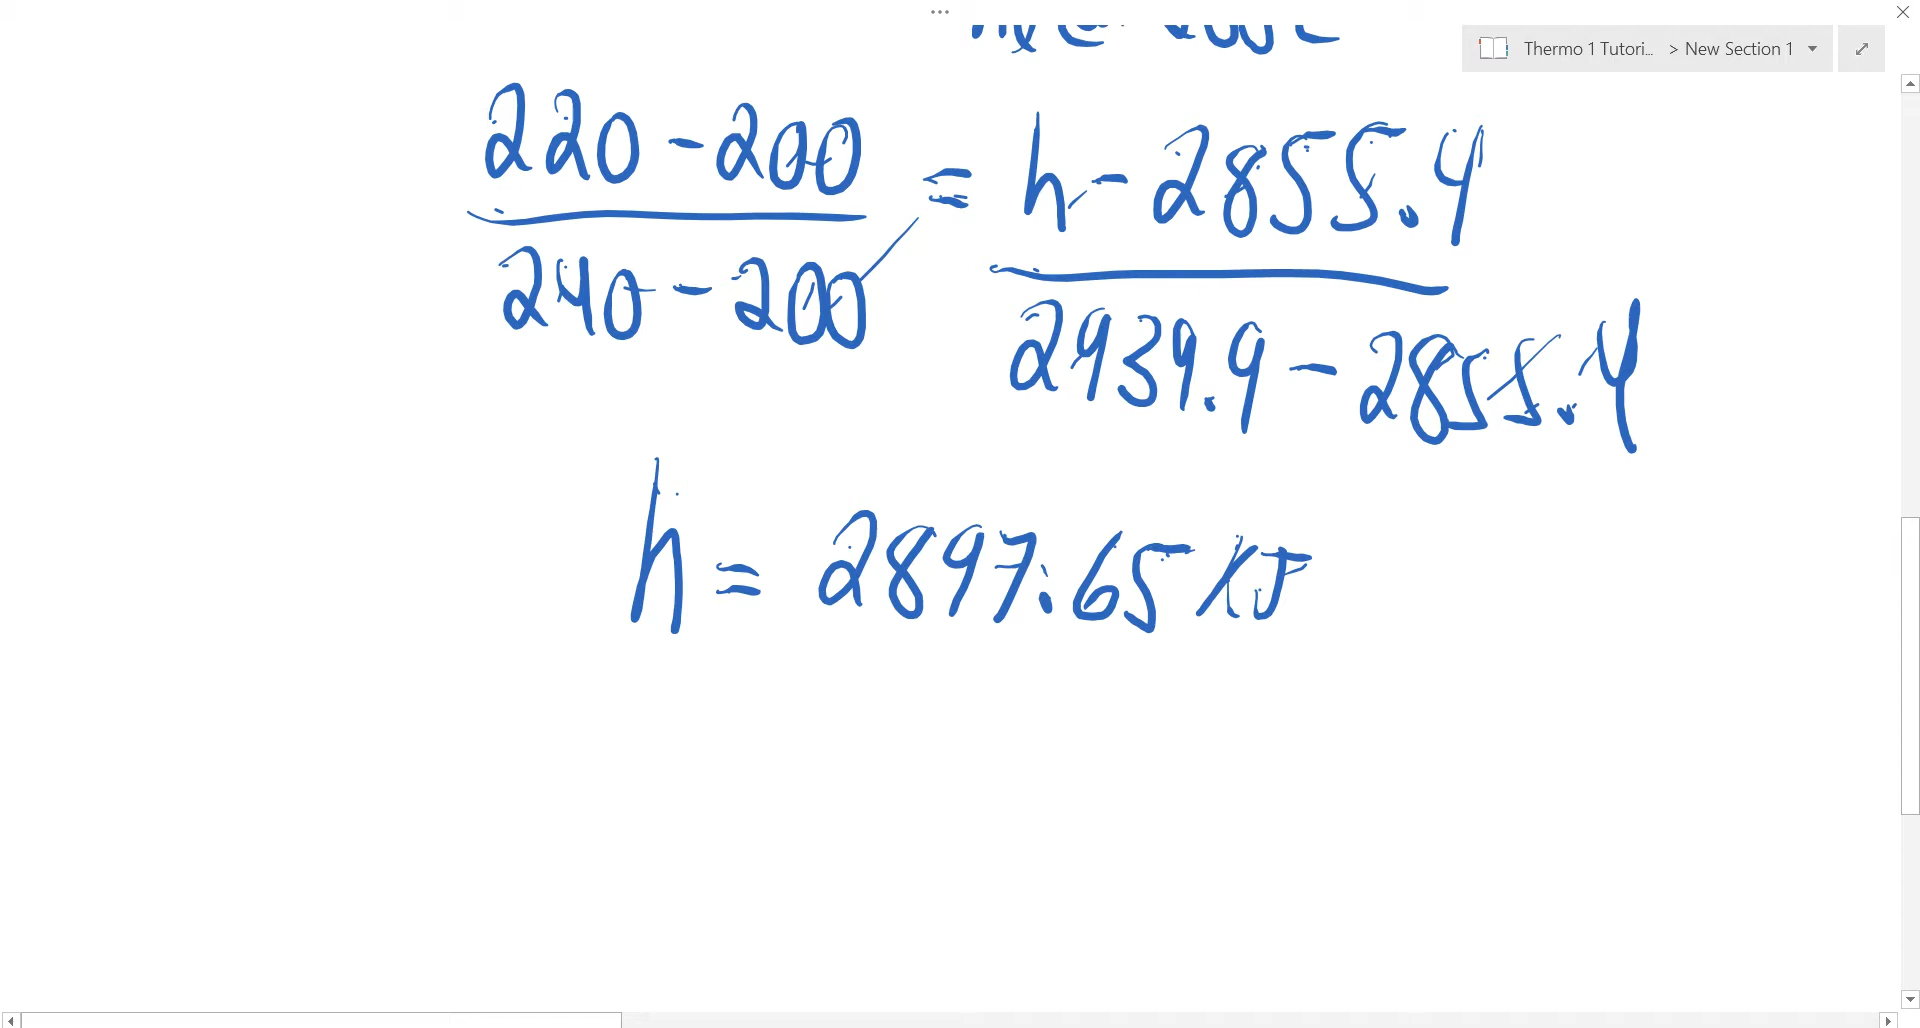 Thermo 1 Tutori... > New Section 1
220 - 200 = h - 2855.4
240 - 200 2939.9 - 2855.4
h = 2897.65 kJ